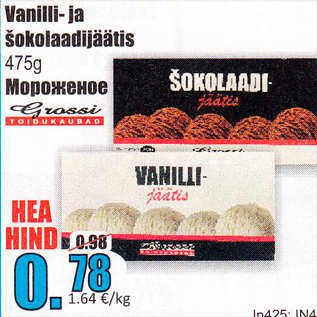 Vanilli- ja
šokolaadijäätis
475g
Мороженое
Grossi
TOIDUKAUBAD
ŠOKOLAADI-
jäätis
VANILLI-
jäätis
Grossi
HEA
HIND
0.98
0.78
1.64 €/kg